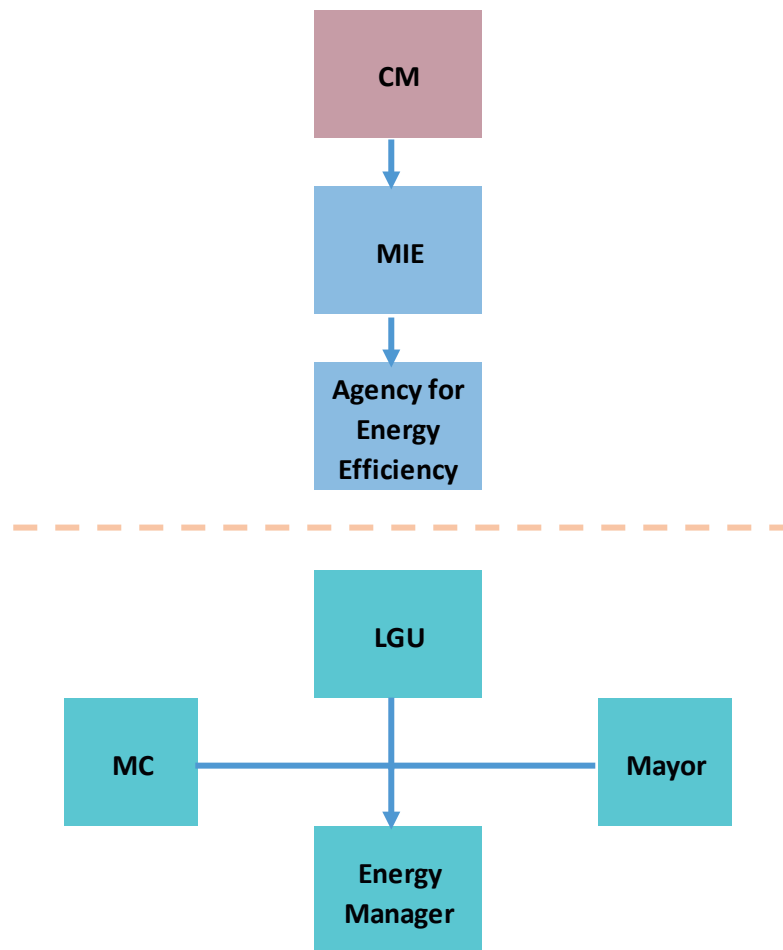 CM
MIE
Agency for
Energy
Efficiency
LGU
MC
Mayor
Energy
Manager